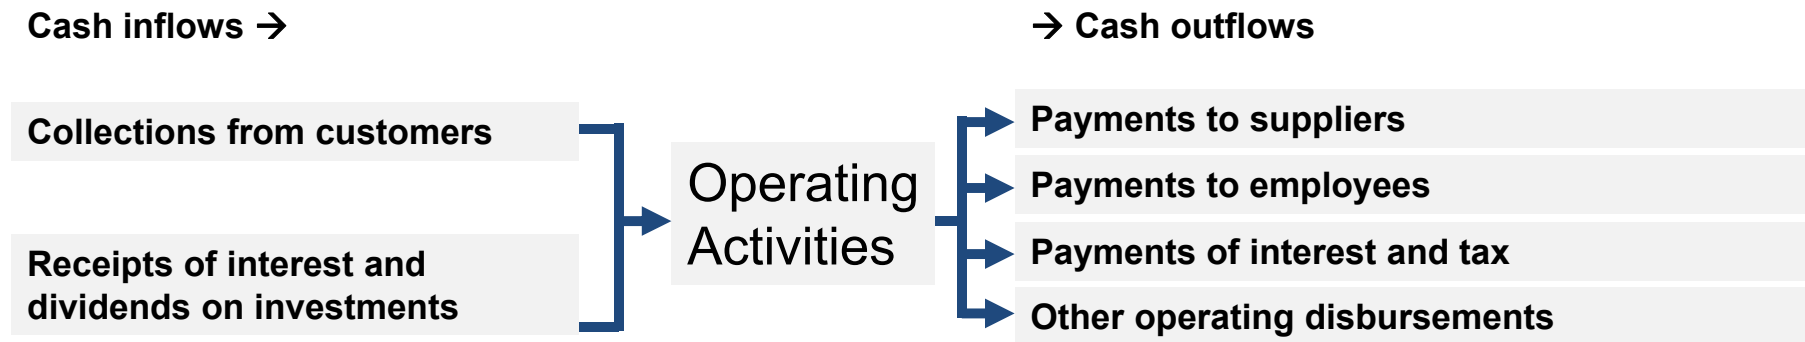 Cash inflows →
→ Cash outflows
Collections from customers
Receipts of interest and
dividends on investments
Operating
Activities
Payments to suppliers
Payments to employees
Payments of interest and tax
Other operating disbursements